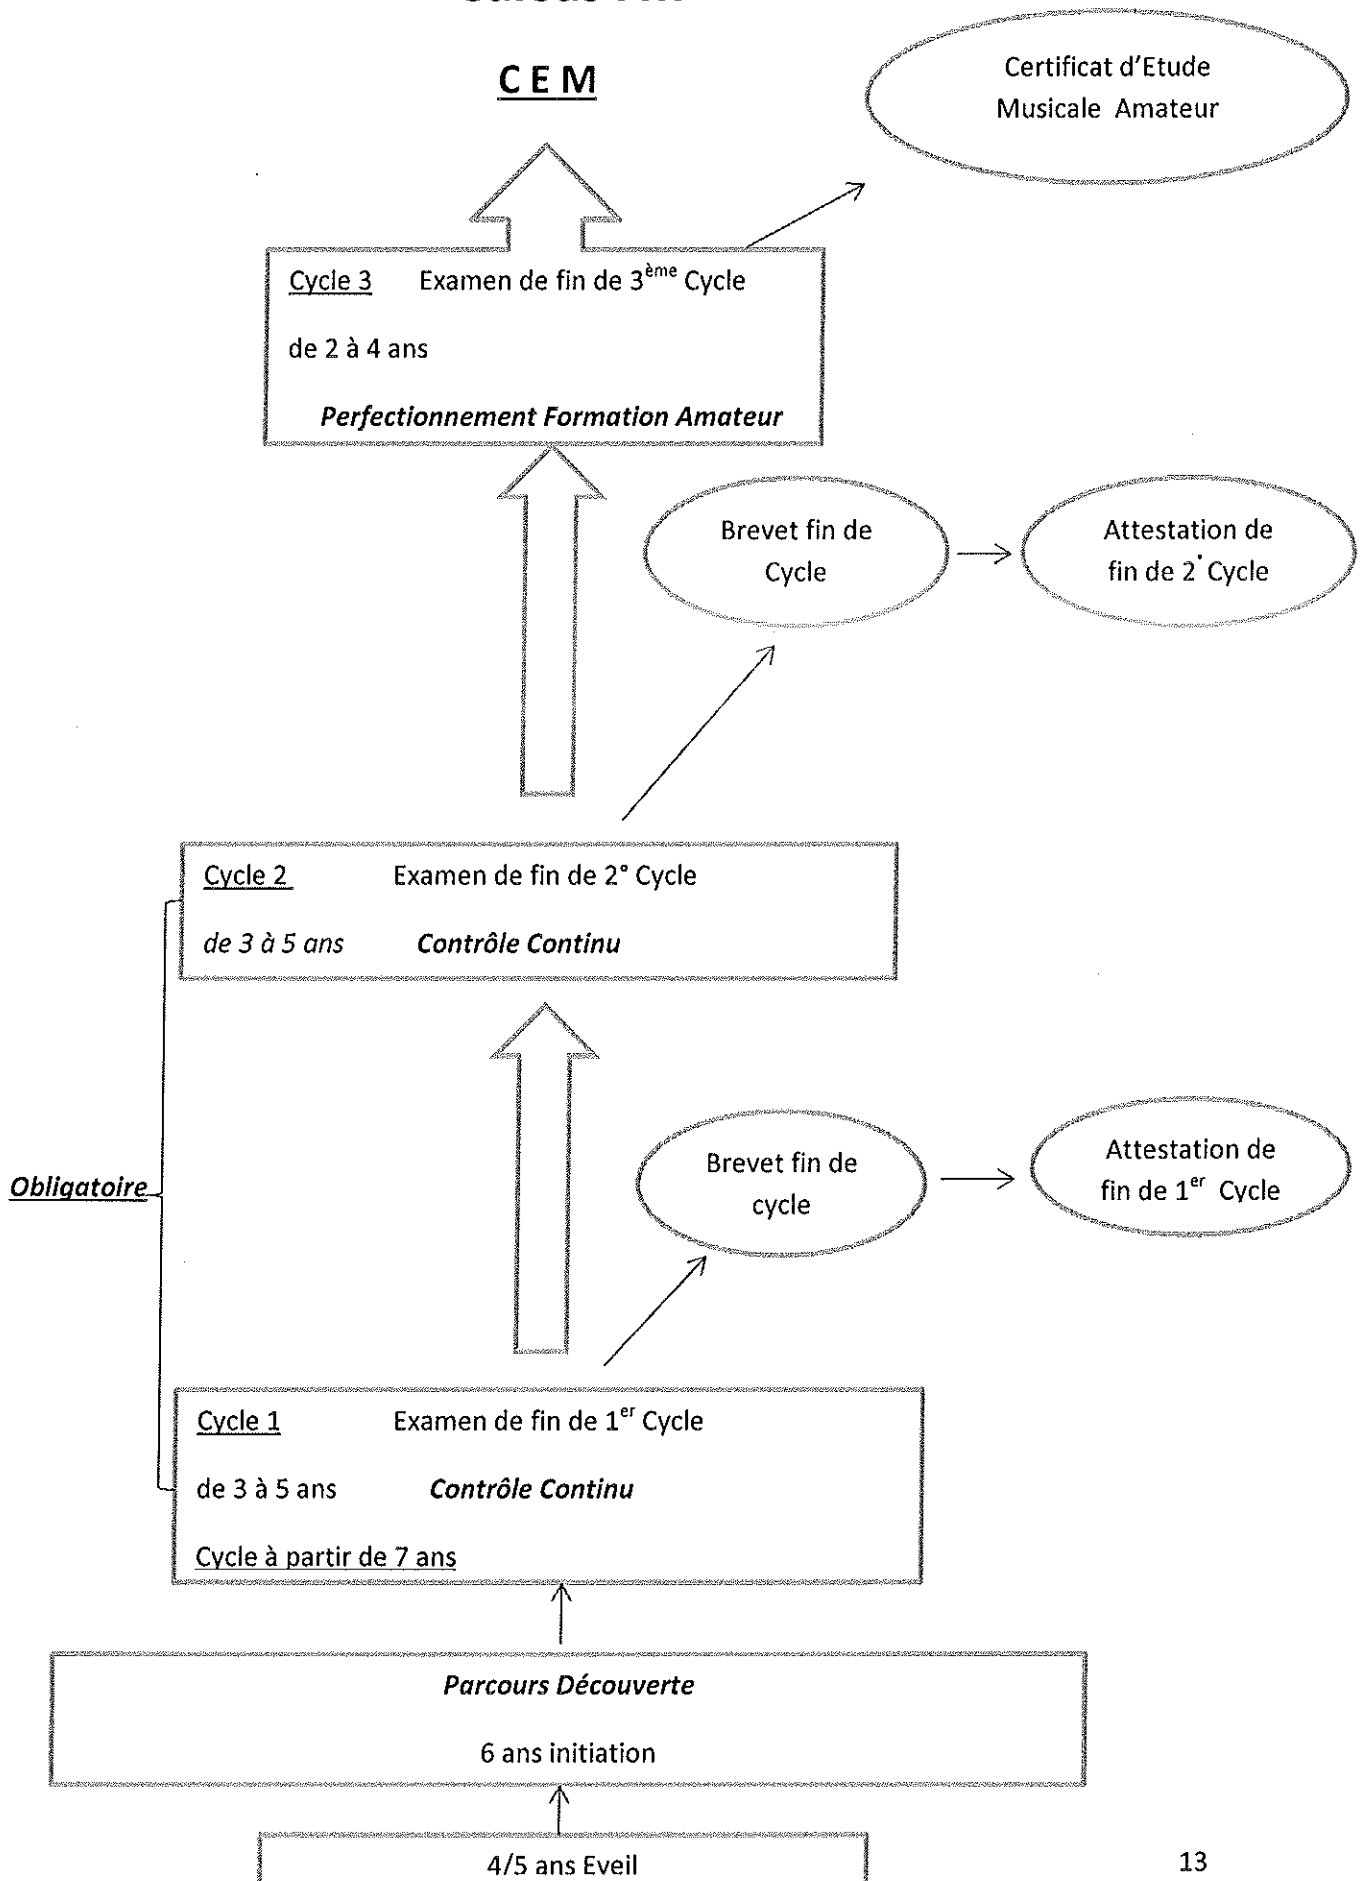 C E M
Certificat d'Etude
Musicale Amateur
Cycle 3 Examen de fin de 3ème Cycle
de 2 à 4 ans
Perfectionnement Formation Amateur
Brevet fin de
Cycle
Attestation de
fin de 2° Cycle
Cycle 2 Examen de fin de 2° Cycle
de 3 à 5 ans Contrôle Continu
Obligatoire
Brevet fin de
cycle
Attestation de
fin de 1er Cycle
Cycle 1 Examen de fin de 1er Cycle
de 3 à 5 ans Contrôle Continu
Cycle à partir de 7 ans
Parcours Découverte
6 ans initiation
4/5 ans Eveil
13